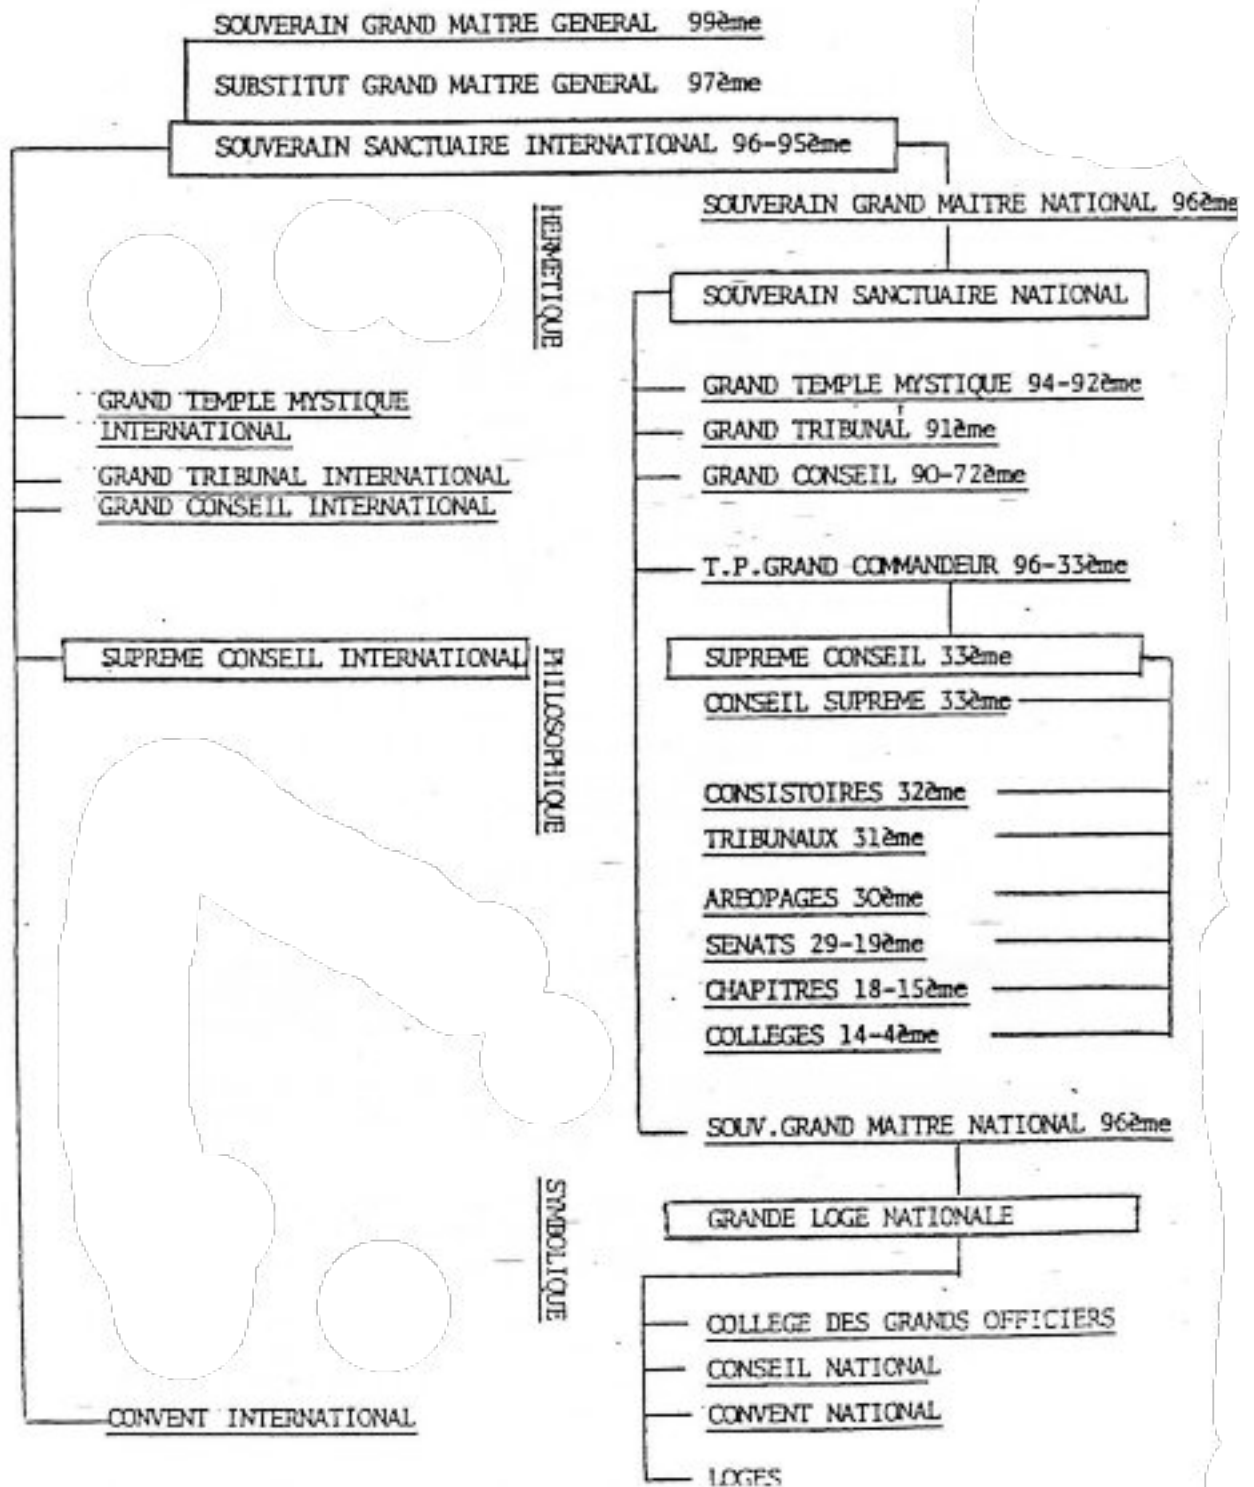 SOUVERAIN GRAND MAITRE GENERAL 99ème
SUBSTITUT GRAND MAITRE GENERAL 97ème
SOUVERAIN SANCTUAIRE INTERNATIONAL 96-95ème
SOUVERAIN GRAND MAITRE NATIONAL 96ème
HERMETIQUE
SOUVERAIN SANCTUAIRE NATIONAL
GRAND TEMPLE MYSTIQUE
INTERNATIONAL
GRAND TRIBUNAL INTERNATIONAL
GRAND CONSEIL INTERNATIONAL
GRAND TEMPLE MYSTIQUE 94-92ème
GRAND TRIBUNAL 91ème
GRAND CONSEIL 90-72ème
T.P.GRAND COMMANDEUR 96-33ème
SUPREME CONSEIL INTERNATIONAL
PHILOSOPHIQUE
SUPREME CONSEIL 33ème
CONSEIL SUPREME 33ème
CONSISTOIRES 32ème
TRIBUNAUX 31ème
AREOPAGES 30ème
SENATS 29-19ème
CHAPITRES 18-15ème
COLLEGES 14-4ème
SOUV.GRAND MAITRE NATIONAL 96ème
SYMBOLIQUE
GRANDE LOGE NATIONALE
COLLEGE DES GRANDS OFFICIERS
CONSEIL NATIONAL
CONVENT NATIONAL
LOGES
CONVENT INTERNATIONAL